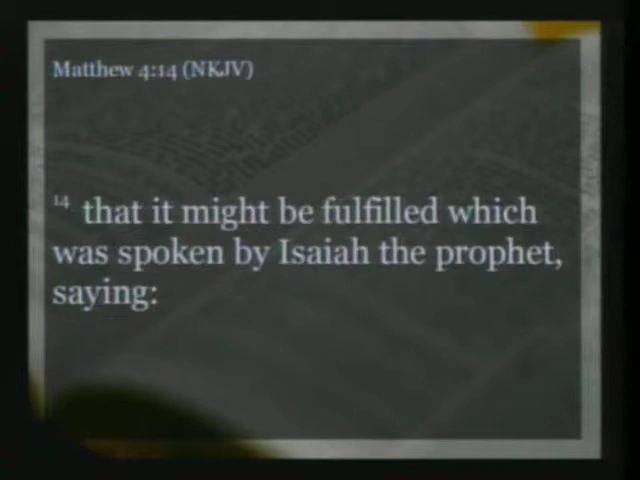 Matthew 4:14 (NKJV)
14 that it might be fulfilled which
was spoken by Isaiah the prophet,
saying: